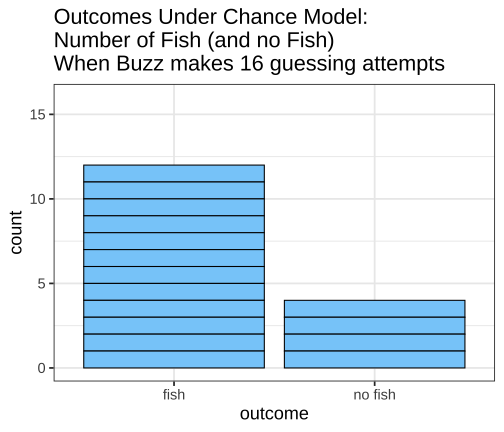 Outcomes Under Chance Model:
Number of Fish (and no Fish)
When Buzz makes 16 guessing attempts
15
10
5
0
count
fish
no fish
outcome